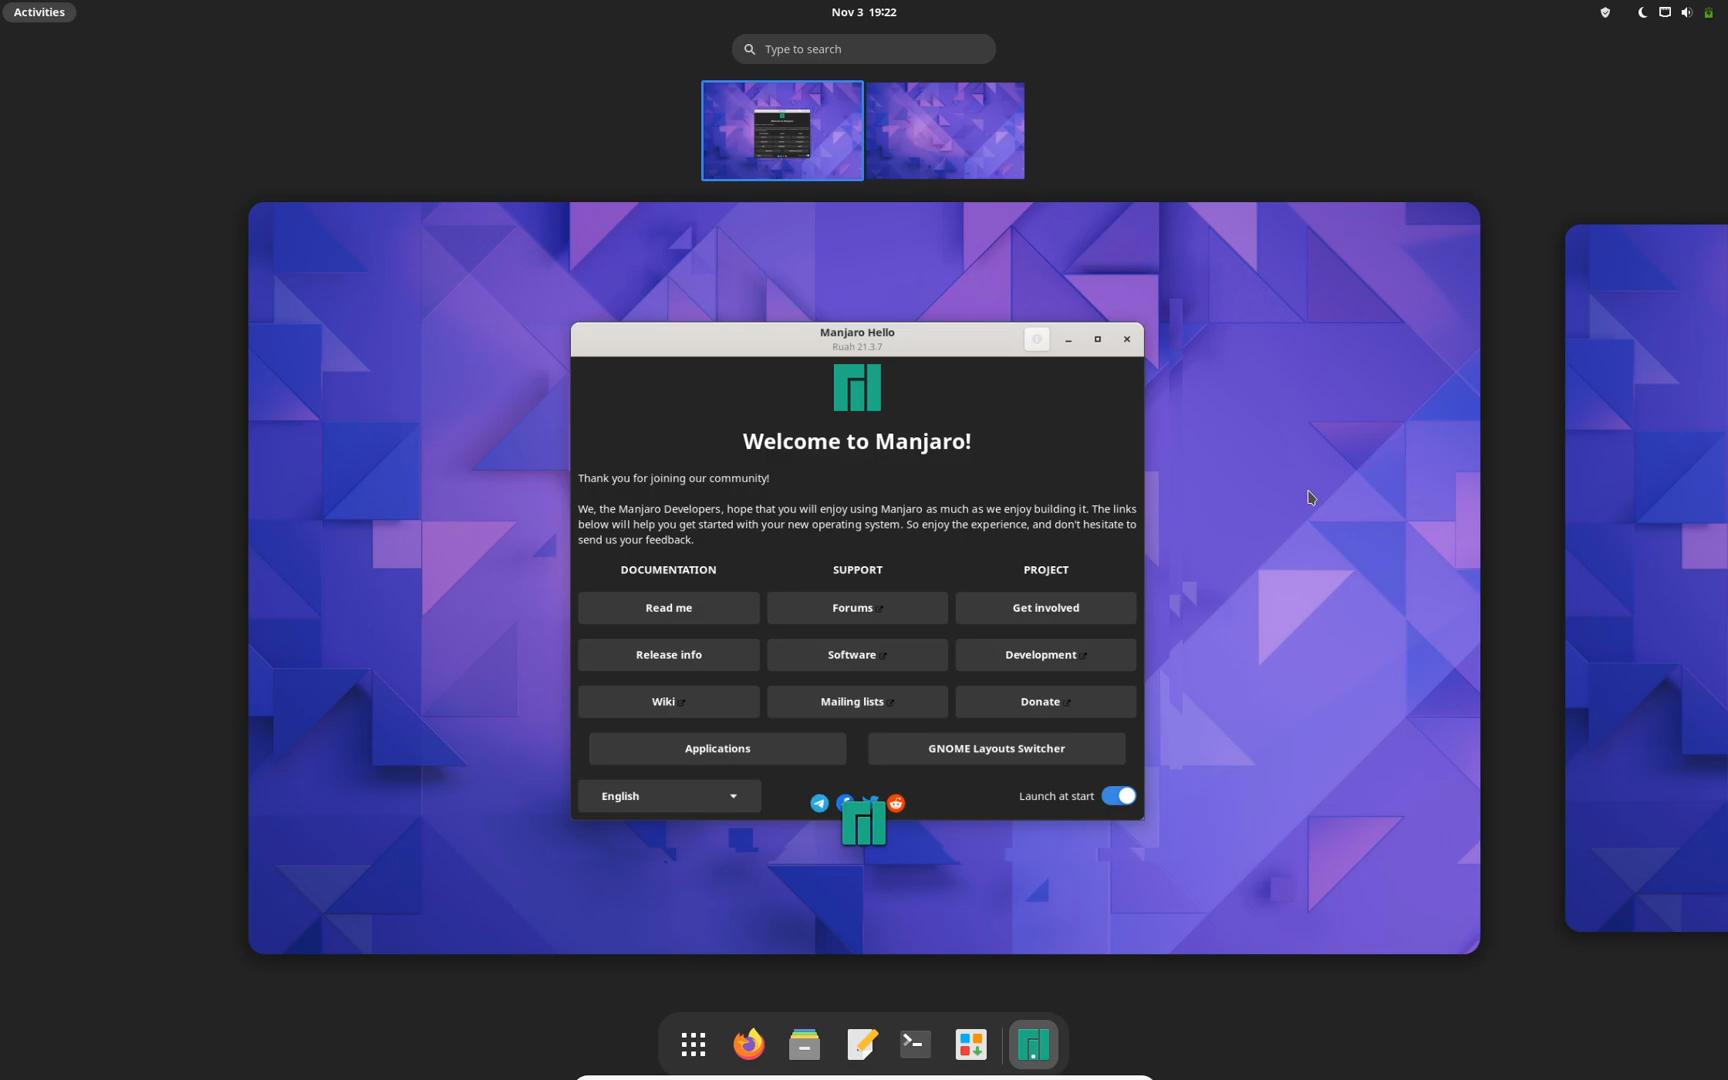 Activities
Nov 3 19:22
Type to search
Manjaro Hello
Ruah 21.3.7
Welcome to Manjaro!
Thank you for joining our community!
We, the Manjaro Developers, hope that you will enjoy using Manjaro as much as we enjoy building it. The links
below will help you get started with your new operating system. So enjoy the experience, and don't hesitate to
send us your feedback.
DOCUMENTATION SUPPORT PROJECT
Read me Forums Get involved
Release info Software Development
Wiki Mailing lists Donate
Applications GNOME Layouts Switcher
English Launch at start